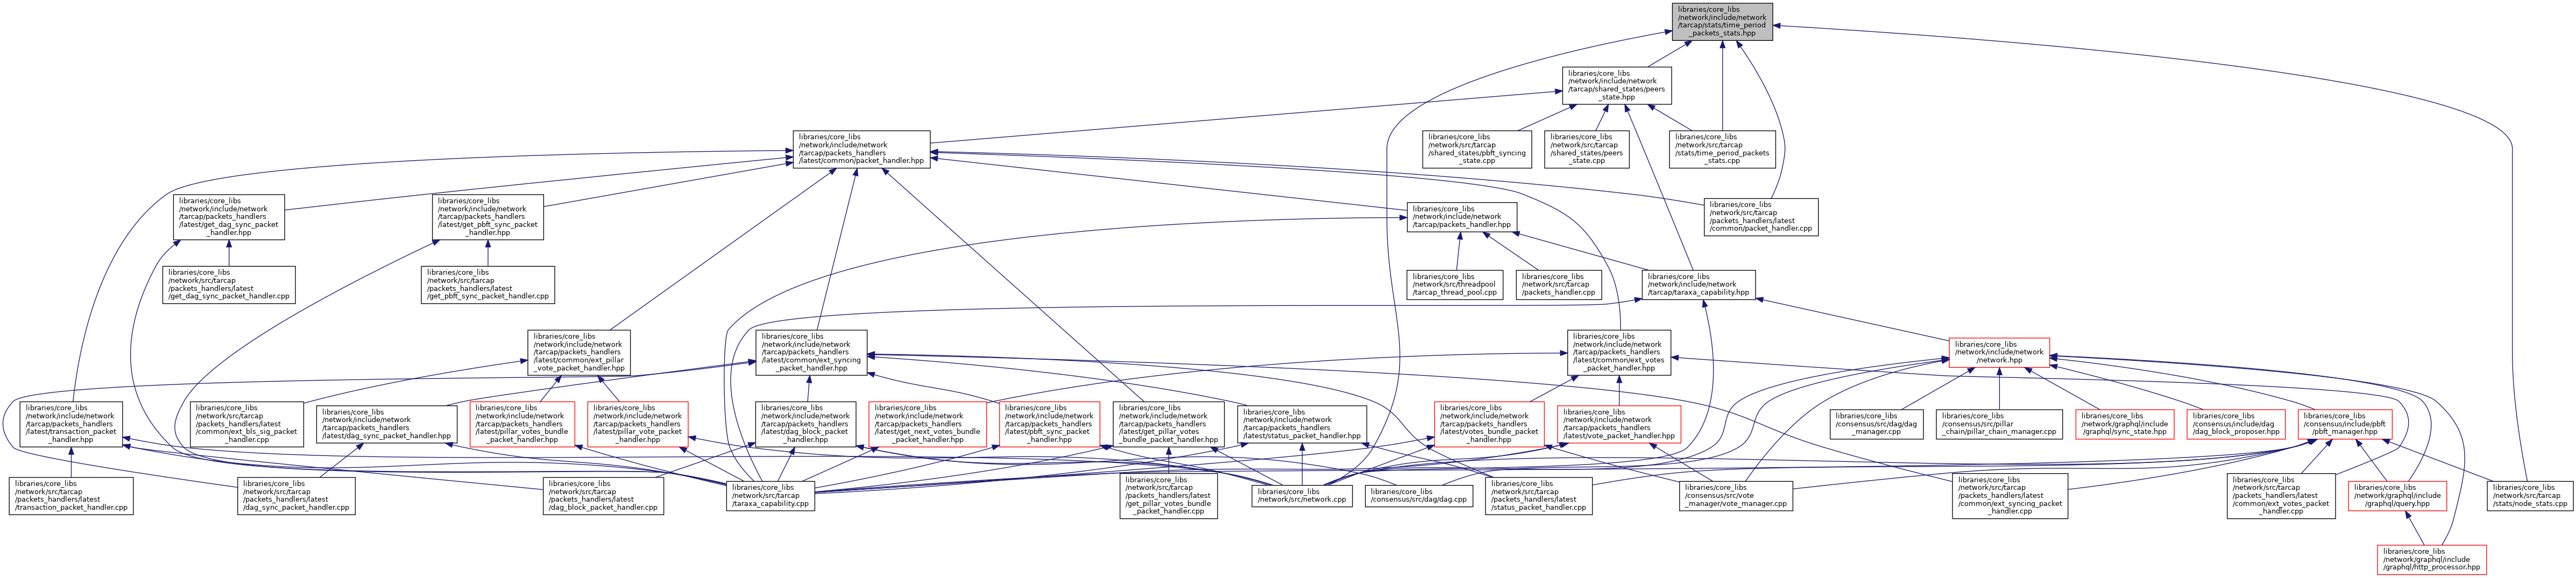 libraries/core_libs
/network/include/network
/tarcap/stats/time_period
_packets_stats.hpp
libraries/core_libs
/network/include/network
/tarcap/shared_states/peers
_state.hpp
libraries/core_libs
/network/include/network
/tarcap/packets_handlers
/latest/common/packet_handler.hpp
libraries/core_libs
/network/src/tarcap
/shared_states/pbft_syncing
_state.cpp
libraries/core_libs
/network/src/tarcap
/shared_states/peers
_state.cpp
libraries/core_libs
/network/src/tarcap
/stats/time_period_packets
_stats.cpp
libraries/core_libs
/network/include/network
/tarcap/packets_handlers
/latest/get_dag_sync_packet
_handler.hpp
libraries/core_libs
/network/include/network
/tarcap/packets_handlers
/latest/get_pbft_sync_packet
_handler.hpp
libraries/core_libs
/network/include/network
/tarcap/packets_handler.hpp
libraries/core_libs
/network/src/tarcap
/packets_handlers/latest
/common/packet_handler.cpp
libraries/core_libs
/network/src/tarcap
/packets_handlers/latest
/get_dag_sync_packet_handler.cpp
libraries/core_libs
/network/src/tarcap
/packets_handlers/latest
/get_pbft_sync_packet_handler.cpp
libraries/core_libs
/network/src/threadpool
/tarcap_thread_pool.cpp
libraries/core_libs
/network/src/tarcap
/packets_handler.cpp
libraries/core_libs
/network/include/network
/tarcap/taraxa_capability.hpp
libraries/core_libs
/network/include/network
/tarcap/packets_handlers
/latest/common/ext_pillar
_vote_packet_handler.hpp
libraries/core_libs
/network/include/network
/tarcap/packets_handlers
/latest/common/ext_syncing
_packet_handler.hpp
libraries/core_libs
/network/include/network
/tarcap/packets_handlers
/latest/common/ext_votes
_packet_handler.hpp
libraries/core_libs
/network/include/network
/network.hpp
libraries/core_libs
/network/include/network
/tarcap/packets_handlers
/latest/transaction_packet
_handler.hpp
libraries/core_libs
/network/src/tarcap
/packets_handlers/latest
/common/ext_bls_sig_packet
_handler.cpp
libraries/core_libs
/network/include/network
/tarcap/packets_handlers
/latest/dag_sync_packet_handler.hpp
libraries/core_libs
/network/include/network
/tarcap/packets_handlers
/latest/pillar_votes_bundle
_packet_handler.hpp
libraries/core_libs
/network/include/network
/tarcap/packets_handlers
/latest/pillar_vote_packet
_handler.hpp
libraries/core_libs
/network/include/network
/tarcap/packets_handlers
/latest/dag_block_packet
_handler.hpp
libraries/core_libs
/network/include/network
/tarcap/packets_handlers
/latest/get_next_votes_bundle
_packet_handler.hpp
libraries/core_libs
/network/include/network
/tarcap/packets_handlers
/latest/pbft_sync_packet
_handler.hpp
libraries/core_libs
/network/include/network
/tarcap/packets_handlers
/latest/get_pillar_votes
_bundle_packet_handler.hpp
libraries/core_libs
/network/include/network
/tarcap/packets_handlers
/latest/status_packet_handler.hpp
libraries/core_libs
/network/include/network
/tarcap/packets_handlers
/latest/votes_bundle_packet
_handler.hpp
libraries/core_libs
/network/include/network
/tarcap/packets_handlers
/latest/vote_packet_handler.hpp
libraries/core_libs
/consensus/src/dag/dag
_manager.cpp
libraries/core_libs
/consensus/src/pillar
_chain/pillar_chain_manager.cpp
libraries/core_libs
/network/graphql/include
/graphql/sync_state.hpp
libraries/core_libs
/consensus/include/dag
/dag_block_proposer.hpp
libraries/core_libs
/consensus/include/pbft
/pbft_manager.hpp
libraries/core_libs
/network/src/tarcap
/packets_handlers/latest
/transaction_packet_handler.cpp
libraries/core_libs
/network/src/tarcap
/packets_handlers/latest
/dag_sync_packet_handler.cpp
libraries/core_libs
/network/src/tarcap
/packets_handlers/latest
/dag_block_packet_handler.cpp
libraries/core_libs
/network/src/tarcap
/taraxa_capability.cpp
libraries/core_libs
/network/src/tarcap
/packets_handlers/latest
/get_pillar_votes_bundle
_packet_handler.cpp
libraries/core_libs
/network/src/network.cpp
libraries/core_libs
/consensus/src/dag/dag.cpp
libraries/core_libs
/network/src/tarcap
/packets_handlers/latest
/status_packet_handler.cpp
libraries/core_libs
/consensus/src/vote
_manager/vote_manager.cpp
libraries/core_libs
/network/src/tarcap
/packets_handlers/latest
/common/ext_syncing_packet
_handler.cpp
libraries/core_libs
/network/src/tarcap
/packets_handlers/latest
/common/ext_votes_packet
_handler.cpp
libraries/core_libs
/network/graphql/include
/graphql/query.hpp
libraries/core_libs
/network/src/tarcap
/stats/node_stats.cpp
libraries/core_libs
/network/graphql/include
/graphql/http_processor.hpp